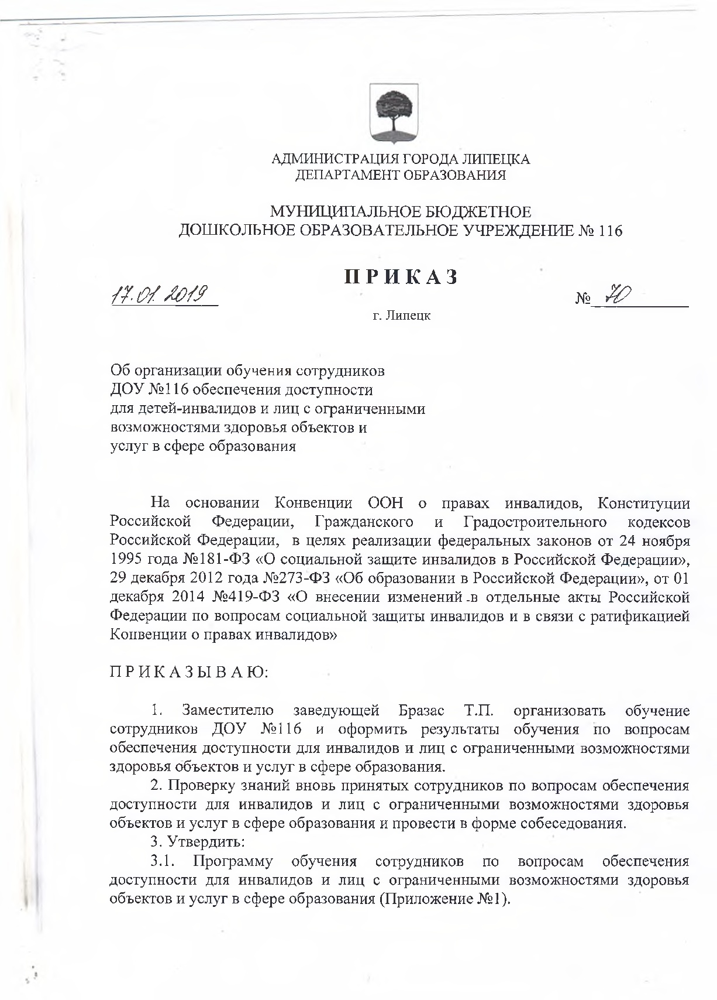 АДМИНИСТРАЦИЯ ГОРОДА ЛИПЕЦКА
ДЕПАРТАМЕНТ ОБРАЗОВАНИЯ
МУНИЦИПАЛЬНОЕ БЮДЖЕТНОЕ
ДОШКОЛЬНОЕ ОБРАЗОВАТЕЛЬНОЕ УЧРЕЖДЕНИЕ № 116
П Р И К А З
17.01.2019 № 70
г. Липецк
Об организации обучения сотрудников
ДОУ №116 обеспечения доступности
для детей-инвалидов и лиц с ограниченными
возможностями здоровья объектов и
услуг в сфере образования
На основании Конвенции ООН о правах инвалидов, Конституции
Российской Федерации, Гражданского и Градостроительного кодексов
Российской Федерации, в целях реализации федеральных законов от 24 ноября
1995 года №181-ФЗ «О социальной защите инвалидов в Российской Федерации»,
29 декабря 2012 года №273-ФЗ «Об образовании в Российской Федерации», от 01
декабря 2014 №419-ФЗ «О внесении изменений в отдельные акты Российской
Федерации по вопросам социальной защиты инвалидов и в связи с ратификацией
Конвенции о правах инвалидов»
П Р И К А З Ы В А Ю:
1. Заместителю заведующей Бразас Т.П. организовать обучение
сотрудников ДОУ №116 и оформить результаты обучения по вопросам
обеспечения доступности для инвалидов и лиц с ограниченными возможностями
здоровья объектов и услуг в сфере образования.
2. Проверку знаний вновь принятых сотрудников по вопросам обеспечения
доступности для инвалидов и лиц с ограниченными возможностями здоровья
объектов и услуг в сфере образования и провести в форме собеседования.
3. Утвердить:
3.1. Программу обучения сотрудников по вопросам обеспечения
доступности для инвалидов и лиц с ограниченными возможностями здоровья
объектов и услуг в сфере образования (Приложение №1).